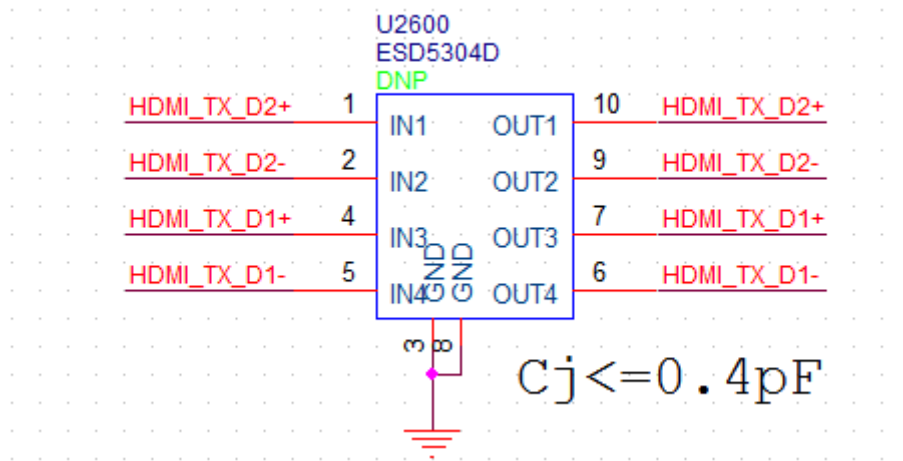 U2600
ESD5304D
DNP
HDMI_TX_D2+ 1 IN1 OUT1 10 HDMI_TX_D2+
HDMI_TX_D2- 2 IN2 OUT2 9 HDMI_TX_D2-
HDMI_TX_D1+ 4 IN3 OUT3 7 HDMI_TX_D1+
HDMI_TX_D1- 5 IN4 OUT4 6 HDMI_TX_D1-
GND GND
3 8
Cj<=0.4pF